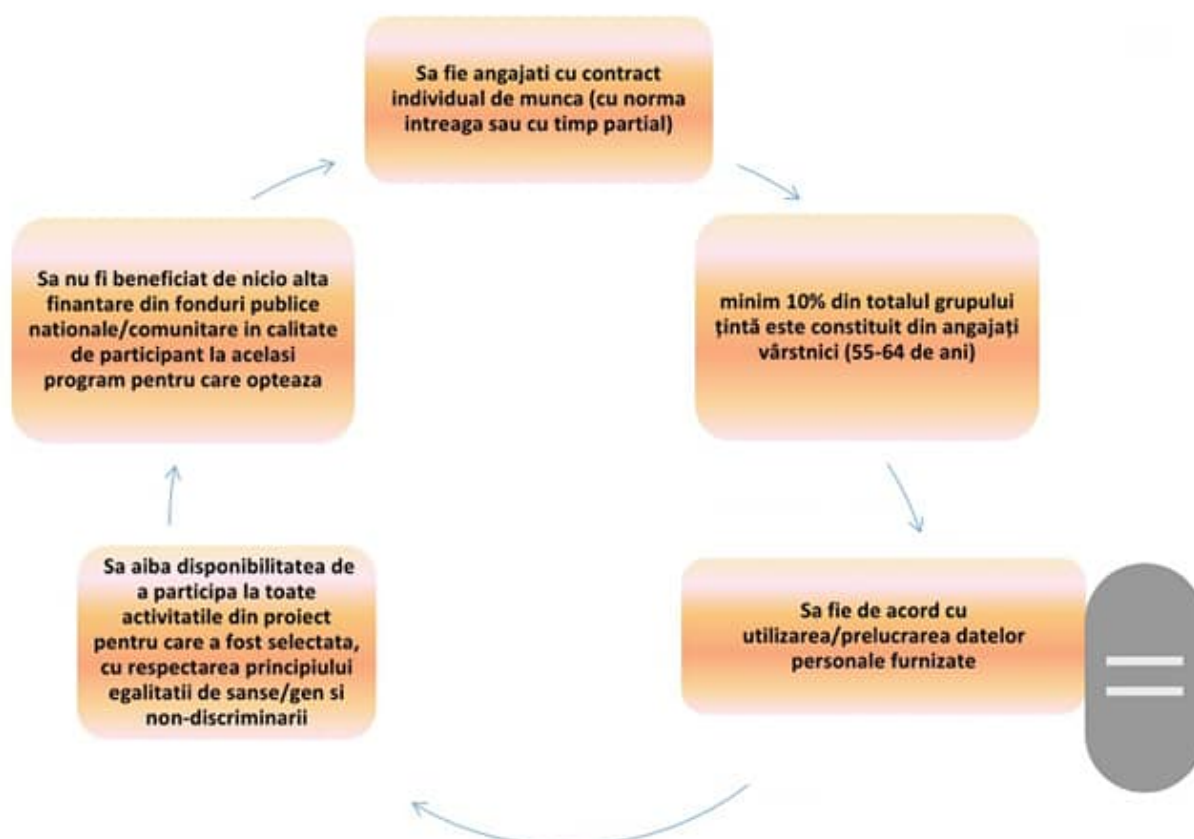 Sa fie angajati cu contract
individual de munca (cu norma
intreaga sau cu timp partial)
minim 10% din totalul grupului
țintă este constituit din angajați
vârstnici (55-64 de ani)
Sa fie de acord cu
utilizarea/prelucrarea datelor
personale furnizate
Sa aiba disponibilitatea de
a participa la toate
activitatile din proiect
pentru care a fost selectata,
cu respectarea principiului
egalitatii de sanse/gen si
non-discriminarii
Sa nu fi beneficiat de nicio alta
finantare din fonduri publice
nationale/comunitare in calitate
de participant la acelasi
program pentru care opteaza